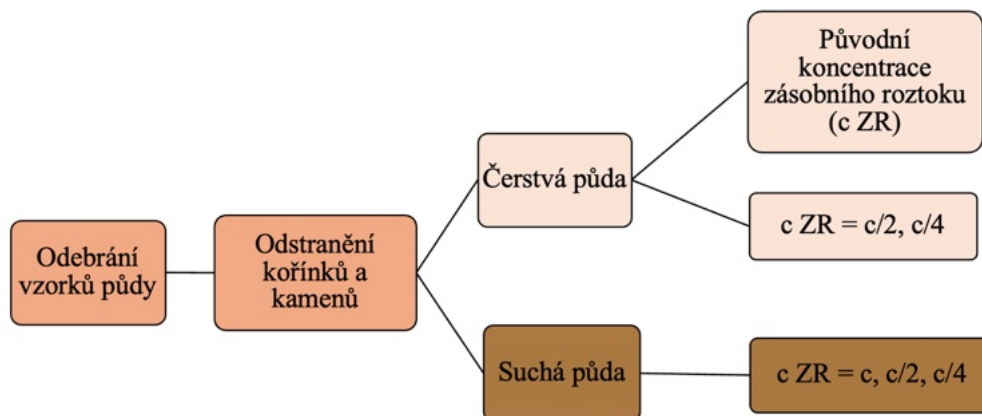 Odebrání
vzorků půdy
Odstranění
kořínků a
kamenů
Čerstvá půda
Původní
koncentrace
zásobního roztoku
(c ZR)
c ZR = c/2, c/4
Suchá půda
c ZR = c, c/2, c/4